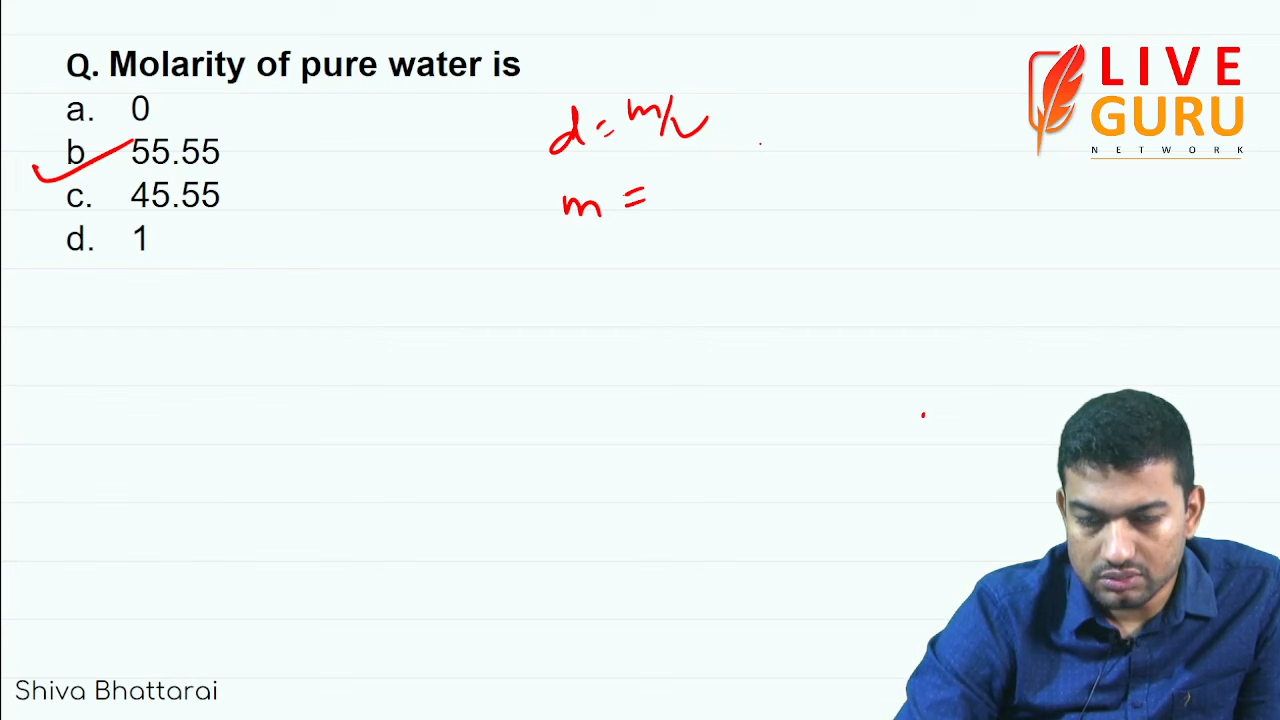 Q. Molarity of pure water is
a. 0
b 55.55
c. 45.55
d. 1
d = m/v
m =
LIVE
GURU
NETWORK
Shiva Bhattarai